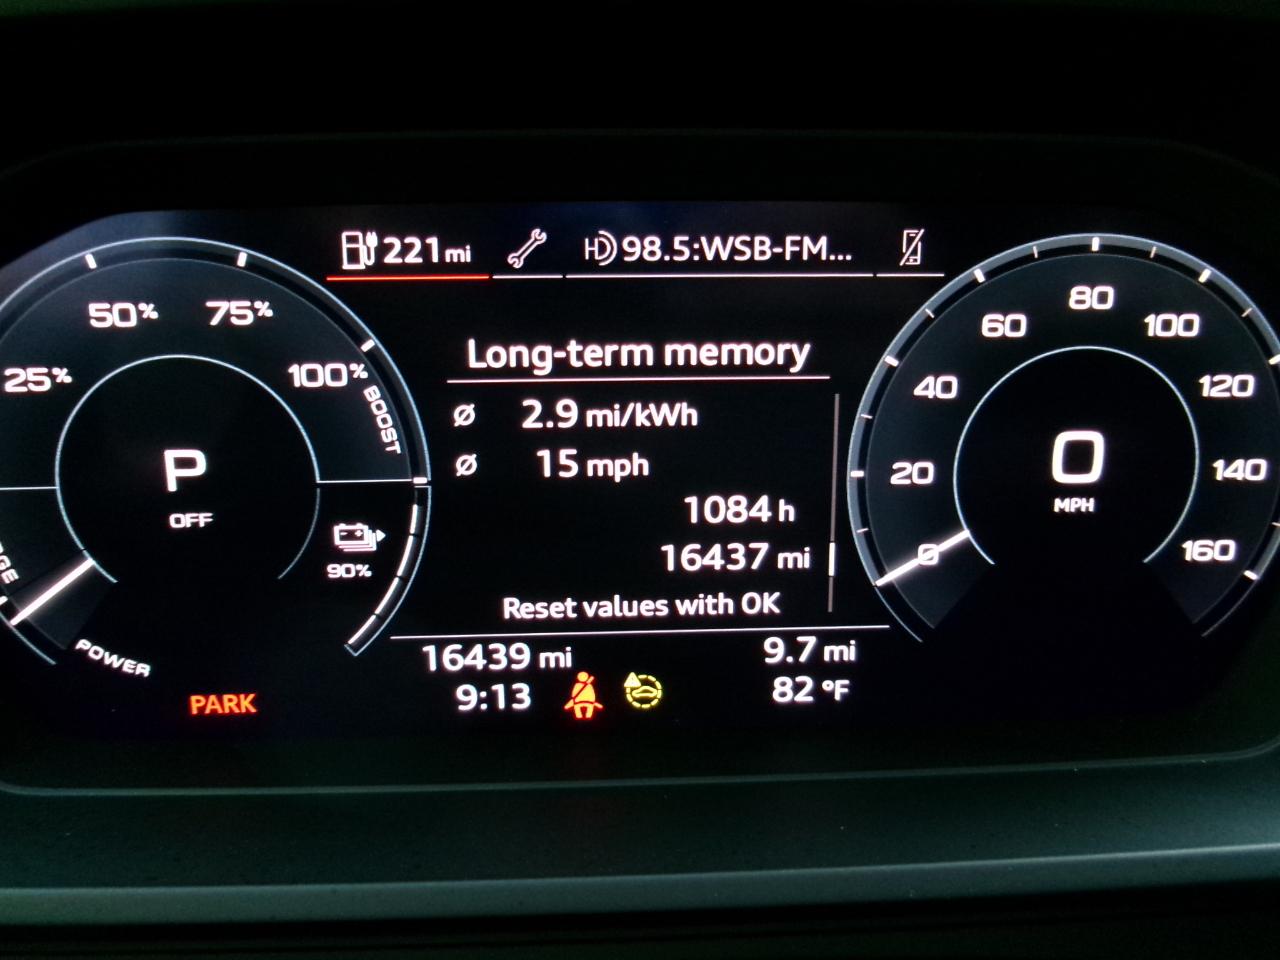 221 mi
HD 98.5:WSB-FM...
25% 50% 75% 100%
BOOST
P
OFF
90%
POWER
PARK
Long-term memory
Ø 2.9 mi/kWh
Ø 15 mph
1084 h
16437 mi
Reset values with OK
16439 mi 9.7 mi
9:13 82 °F
0 20 40 60 80 100 120 140 160
0
MPH